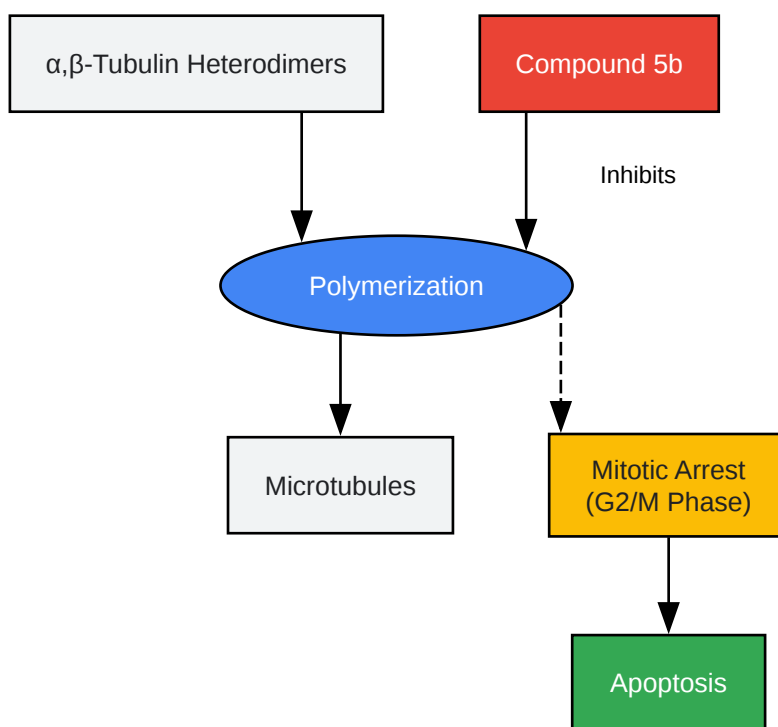 α,β-Tubulin Heterodimers
Compound 5b
Inhibits
Polymerization
Microtubules
Mitotic Arrest
(G2/M Phase)
Apoptosis